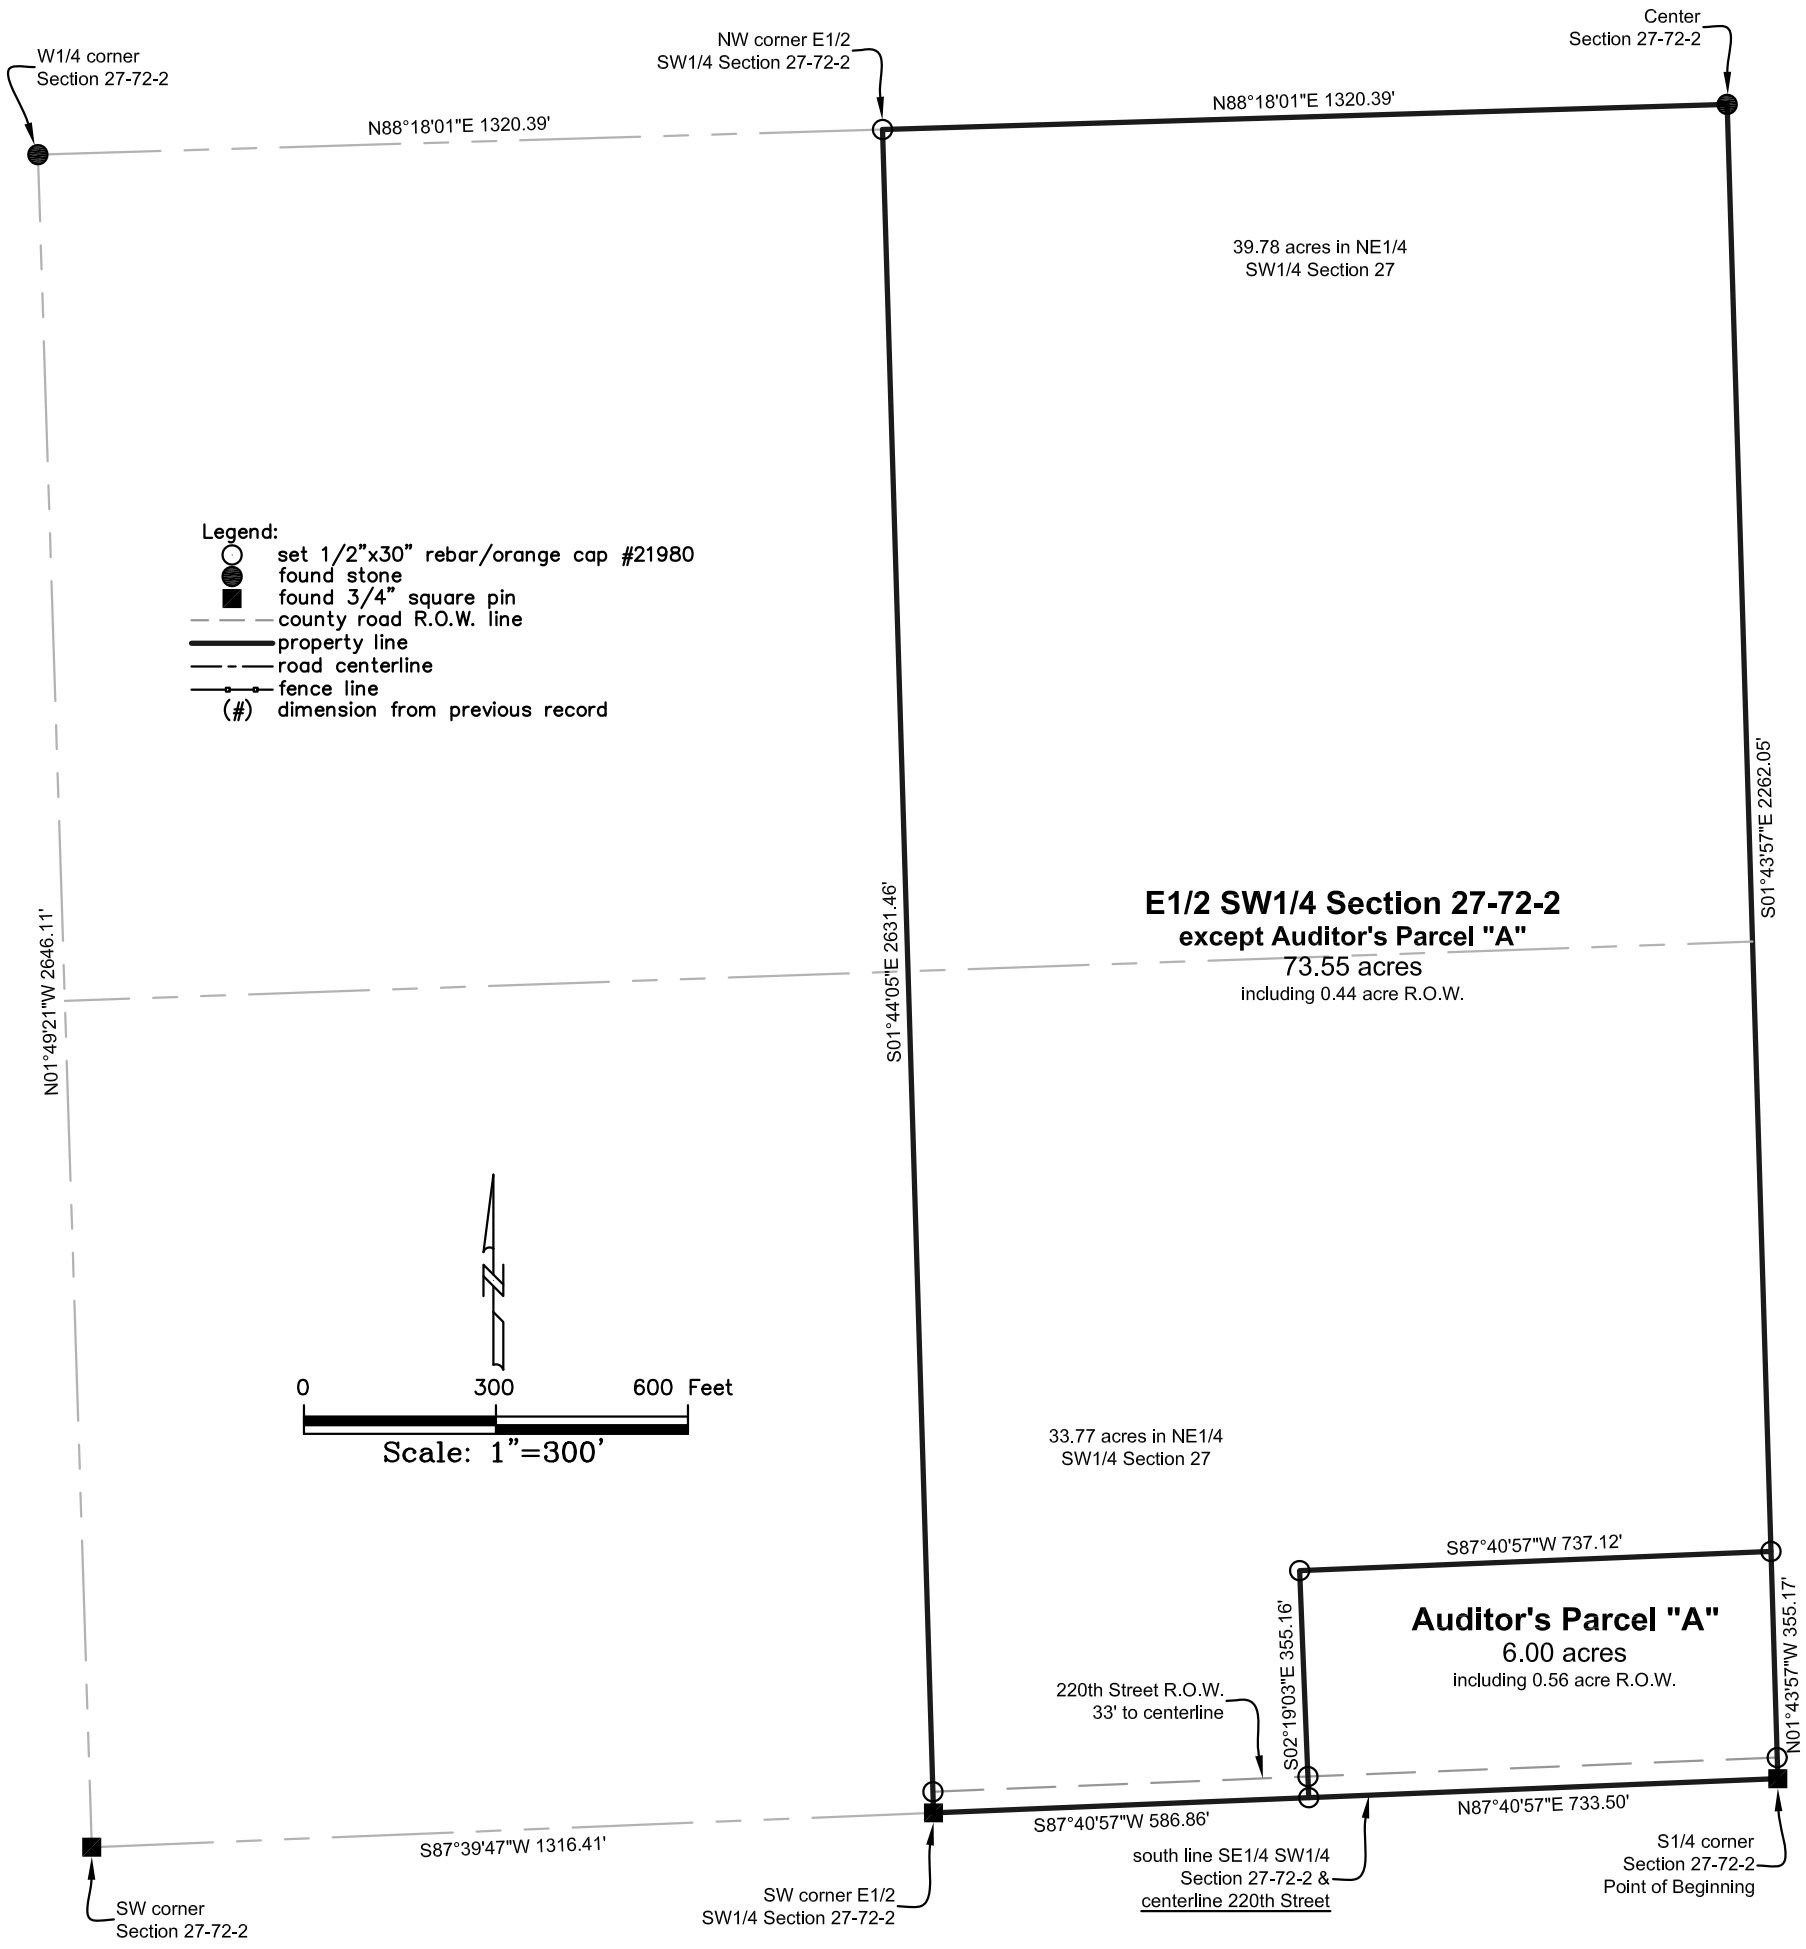 Center
Section 27-72-2
NW corner E1/2
SW1/4 Section 27-72-2
W1/4 corner
Section 27-72-2
N88°18'01"E 1320.39'
N88°18'01"E 1320.39'
39.78 acres in NE1/4
SW1/4 Section 27
Legend:
set 1/2"x30" rebar/orange cap #21980
found stone
found 3/4" square pin
county road R.O.W. line
property line
road centerline
fence line
(#) dimension from previous record
S01°43'57"E 2262.05'
N01°49'21"W 2646.11'
S01°44'05"E 2631.46'
E1/2 SW1/4 Section 27-72-2
except Auditor's Parcel "A"
73.55 acres
including 0.44 acre R.O.W.
N
0 300 600 Feet
Scale: 1"=300'
33.77 acres in NE1/4
SW1/4 Section 27
S87°40'57"W 737.12'
S02°19'03"E 355.16'
Auditor's Parcel "A"
6.00 acres
including 0.56 acre R.O.W.
N01°43'57"W 355.17'
220th Street R.O.W.
33' to centerline
S87°40'57"W 586.86'
N87°40'57"E 733.50'
S87°39'47"W 1316.41'
south line SE1/4 SW1/4
Section 27-72-2 &
centerline 220th Street
S1/4 corner
Section 27-72-2
Point of Beginning
SW corner E1/2
SW1/4 Section 27-72-2
SW corner
Section 27-72-2